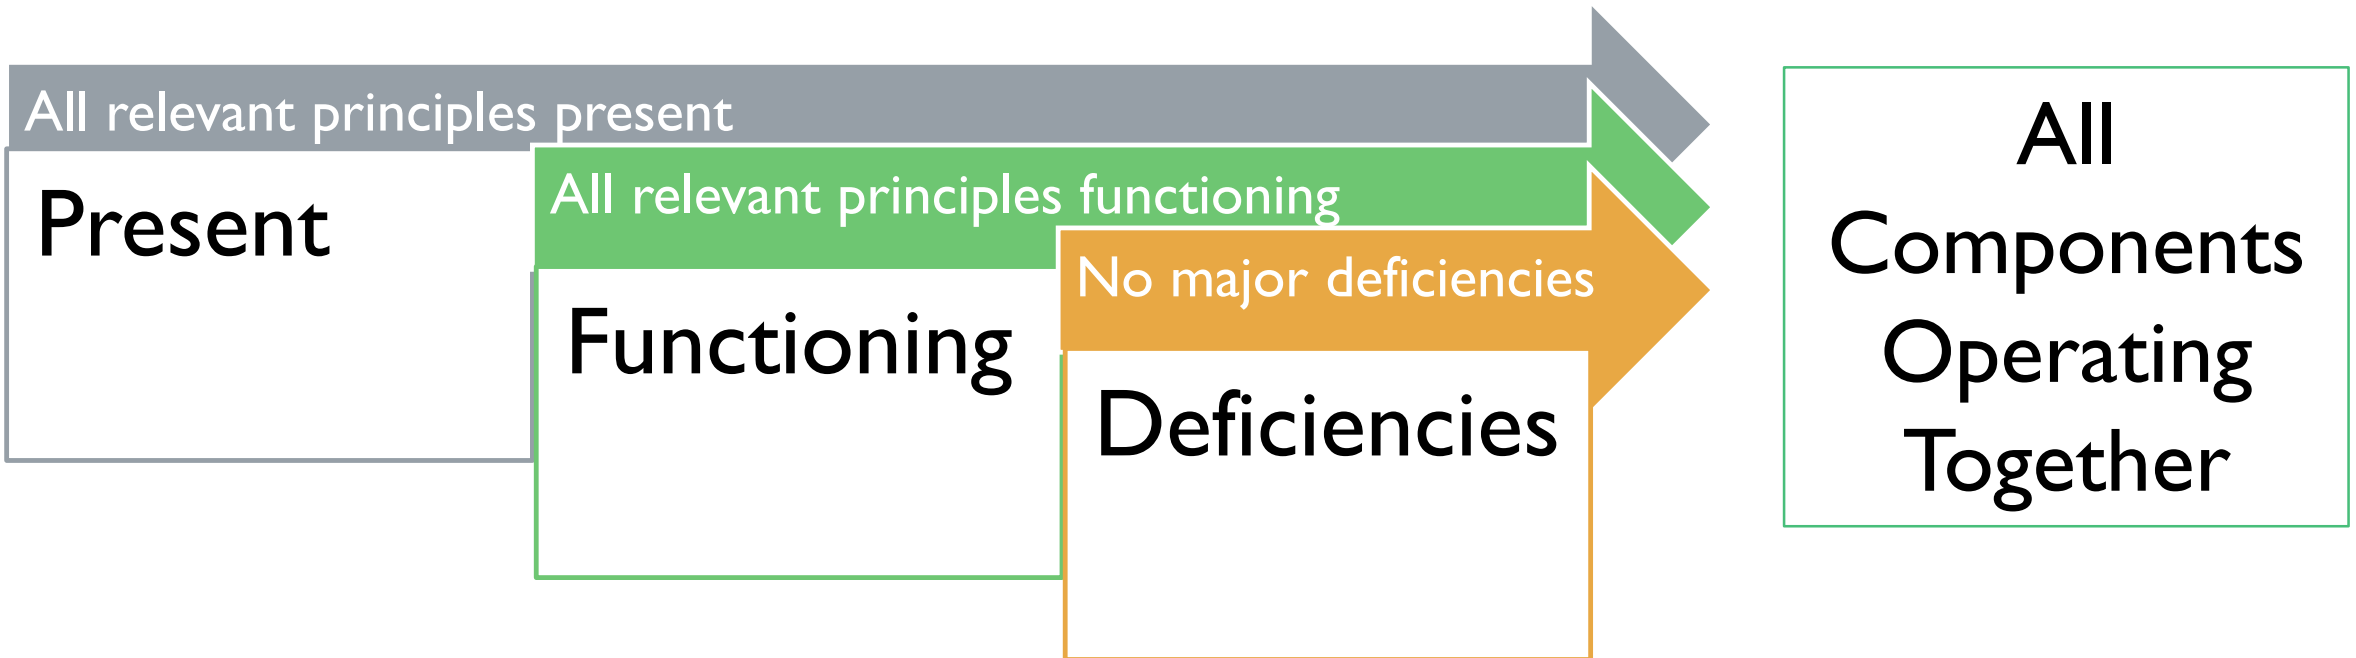 All relevant principles present
Present
All relevant principles functioning
Functioning
No major deficiencies
Deficiencies
All
Components
Operating
Together